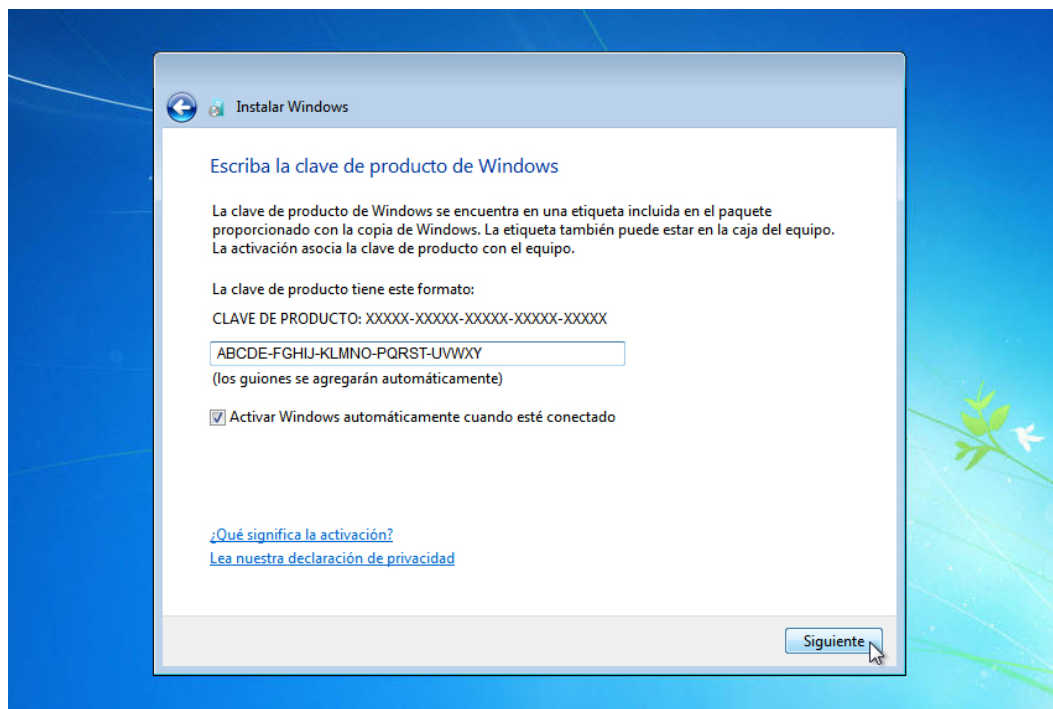 Instalar Windows
Escriba la clave de producto de Windows
La clave de producto de Windows se encuentra en una etiqueta incluida en el paquete
proporcionado con la copia de Windows. La etiqueta también puede estar en la caja del equipo.
La activación asocia la clave de producto con el equipo.
La clave de producto tiene este formato:
CLAVE DE PRODUCTO: XXXXX-XXXXX-XXXXX-XXXXX-XXXXX
ABCDE-FGHIJ-KLMNO-PQRST-UVWXY
(los guiones se agregarán automáticamente)
Activar Windows automáticamente cuando esté conectado
¿Qué significa la activación?
Lea nuestra declaración de privacidad
Siguiente